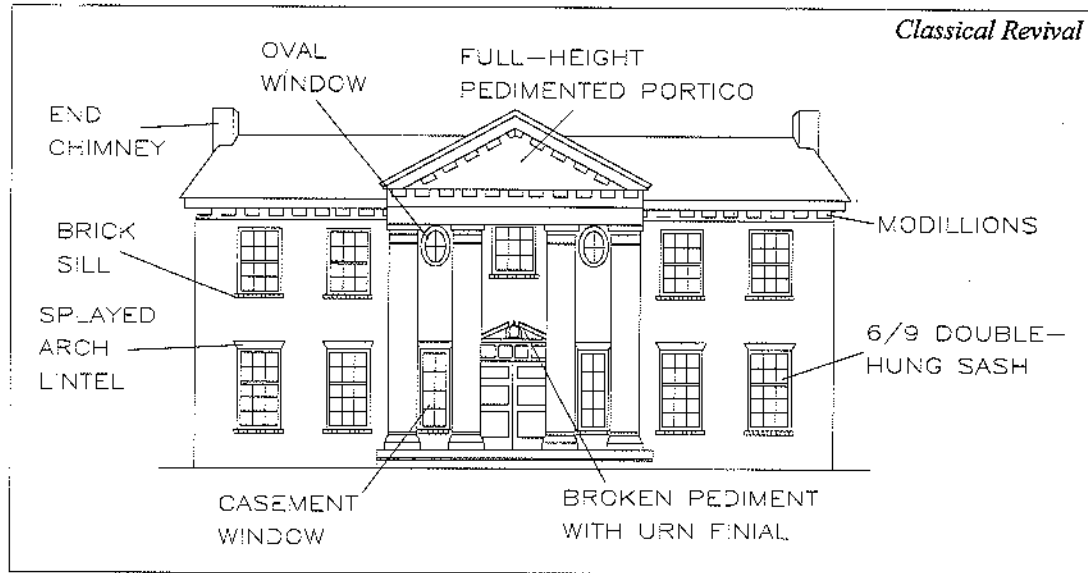 Classical Revival
OVAL
WINDOW
FULL-HEIGHT
PEDIMENTED PORTICO
END
CHIMNEY
MODILLIONS
BRICK
SILL
SPLAYED
ARCH
LINTEL
6/9 DOUBLE-
HUNG SASH
CASEMENT
WINDOW
BROKEN PEDIMENT
WITH URN FINIAL